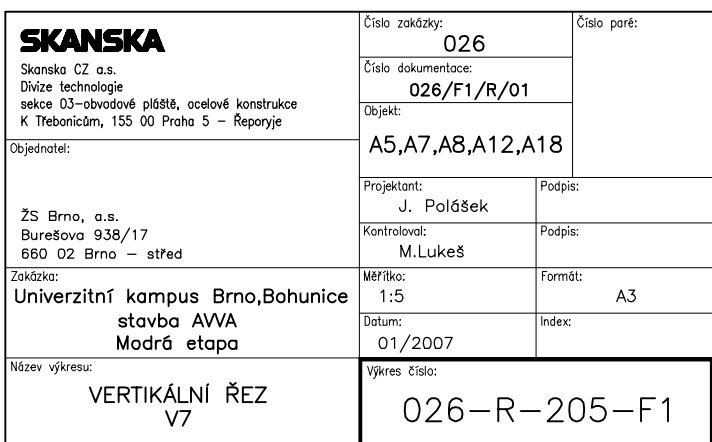 SKANSKA
Skanska CZ a.s.
Divize technologie
sekce 03-obvodové pláště, ocelové konstrukce
K Třebonicům, 155 00 Praha 5 - Řeporyje
Číslo zakázky:
026
Číslo dokumentace:
026/F1/R/01
Objekt:
A5,A7,A8,A12,A18
Číslo paré:
Objednatel:
ŽS Brno, a.s.
Burešova 938/17
660 02 Brno - střed
Projektant:
J. Polášek
Podpis:
Kontroloval:
M.Lukeš
Podpis:
Zakázka:
Univerzitní kampus Brno,Bohunice
stavba AVVA
Modrá etapa
Měřítko:
1:5
Formát:
A3
Datum:
01/2007
Index:
Název výkresu:
VERTIKÁLNÍ ŘEZ
V7
Výkres číslo:
026-R-205-F1